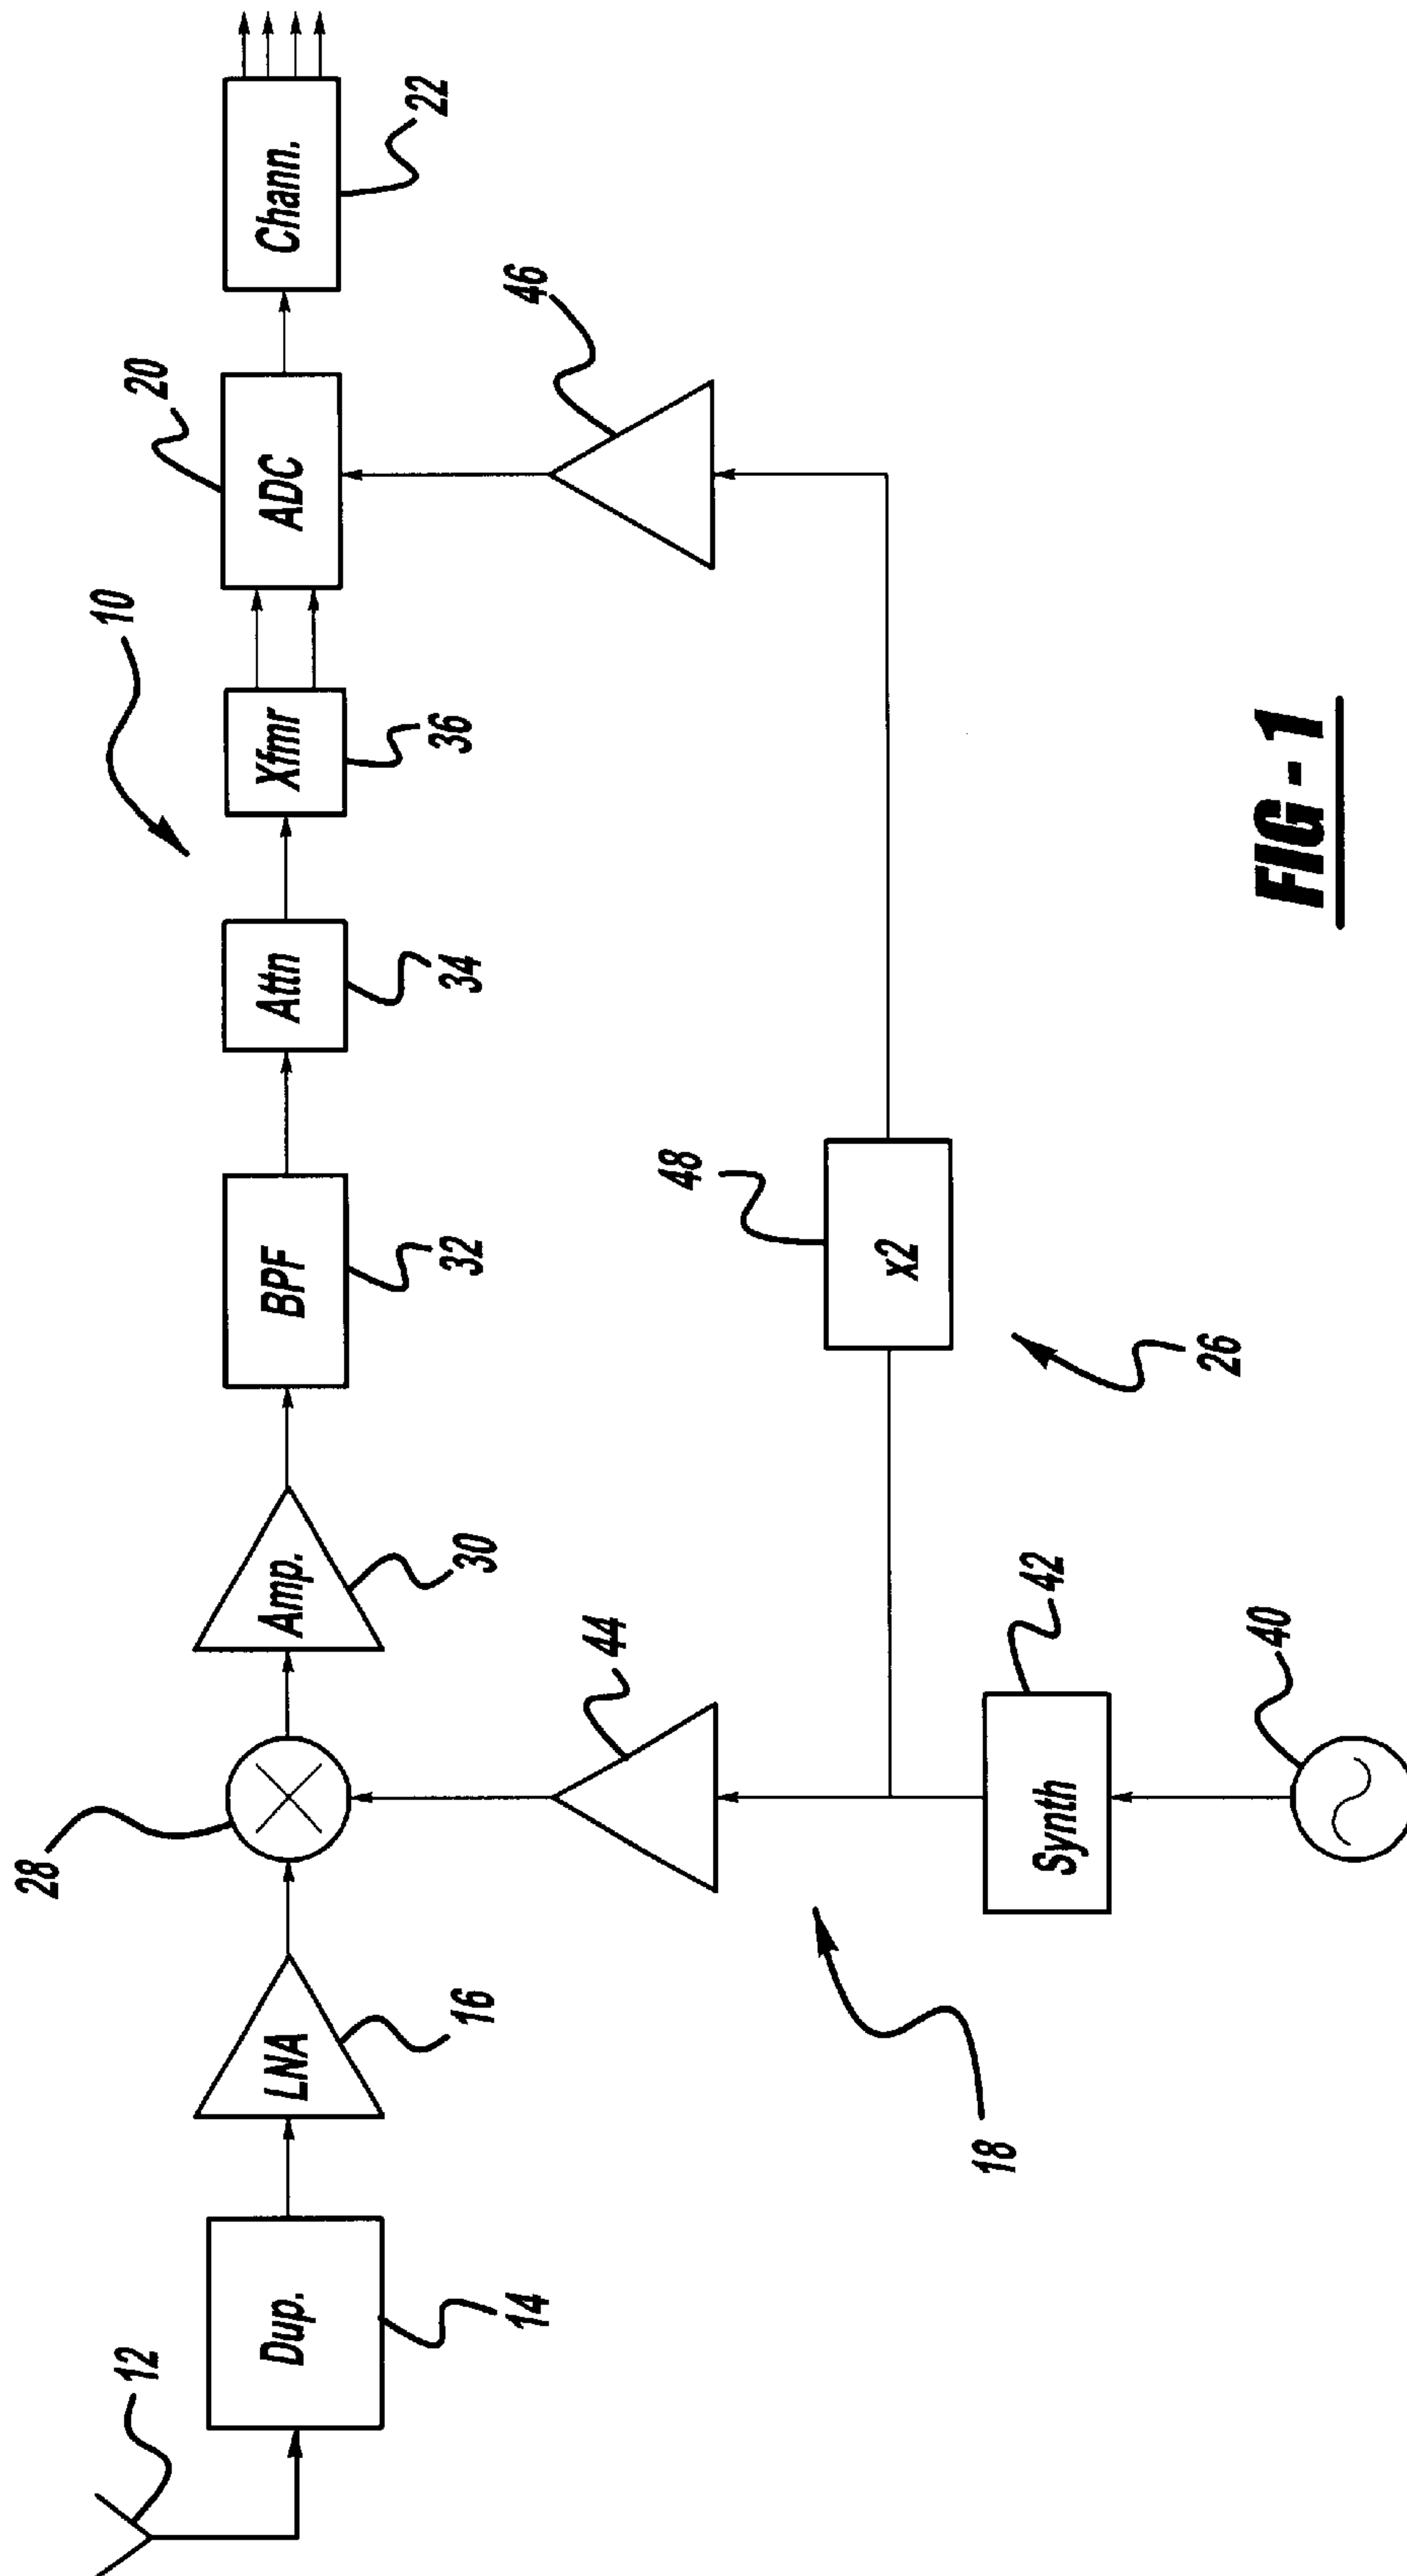 10
20
28
12
Dup.
LNA
Amp.
BPF
Attn
Xfmr
ADC
Chann.
14
16
30
32
34
36
22
44
48
46
x2
18
Synth
42
26
40
FIG - 1